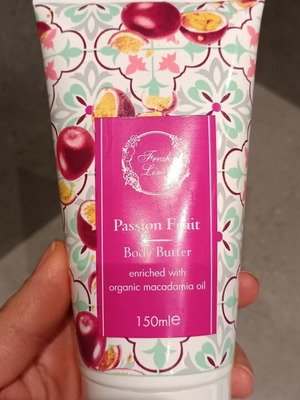 Fresh
Line
Passion Fruit
Body Butter
enriched with
organic macadamia oil
150ml℮